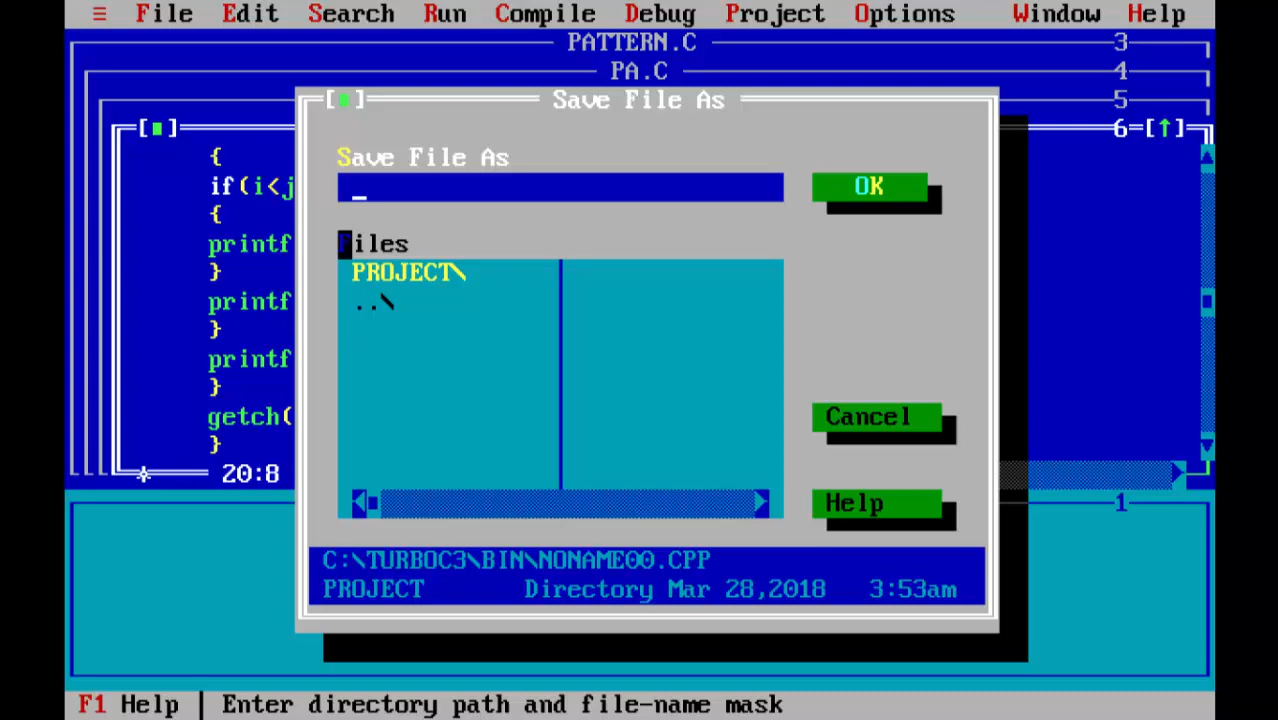 ≡ File Edit Search Run Compile Debug Project Options Window Help
PATTERN.C 3
PA.C 4
5
6=[↑]
[■] Save File As
Save File As
OK
Files
PROJECT\
..\
Cancel
Help
C:\TURBOC3\BIN\NONAME00.CPP
PROJECT Directory Mar 28,2018 3:53am
{
if(i<j
{
printf
}
printf
}
printf
}
getch(
}
20:8
1
F1 Help | Enter directory path and file-name mask